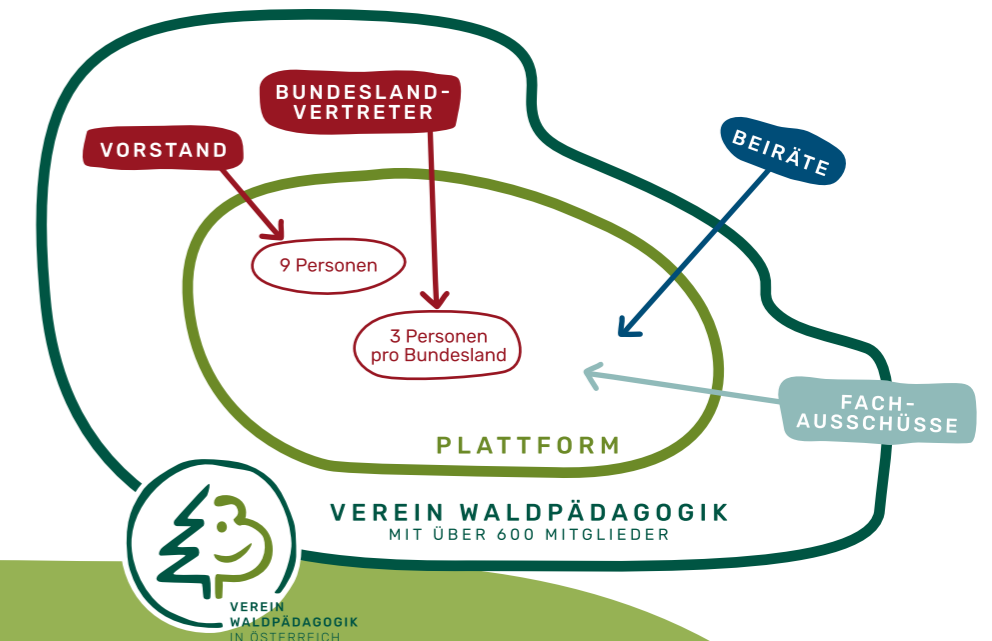 BUNDESLAND-
VERTRETER
VORSTAND
BEIRÄTE
9 Personen
3 Personen
pro Bundesland
FACH-
AUSSCHÜSSE
PLATTFORM
VEREIN WALDPÄDAGOGIK
MIT ÜBER 600 MITGLIEDER
VEREIN
WALDPÄDAGOGIK
IN ÖSTERREICH